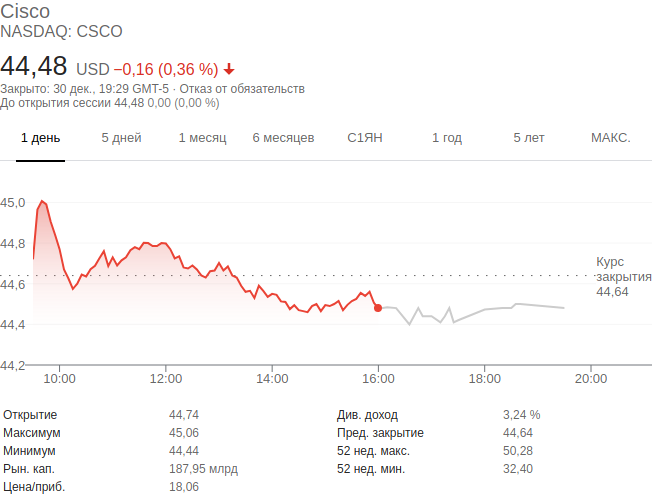 Cisco
NASDAQ: CSCO
44,48 USD −0,16 (0,36 %)
Закрыто: 30 дек., 19:29 GMT-5 · Отказ от обязательств
До открытия сессии 44,48 0,00 (0,00 %)
1 день 5 дней 1 месяц 6 месяцев С1ЯН 1 год 5 лет МАКС.
45,0
44,8
Курс
закрытия
44,64
44,6
44,4
44,2
10:00 12:00 14:00 16:00 18:00 20:00
Открытие 44,74 Див. доход 3,24 %
Максимум 45,06 Пред. закрытие 44,64
Минимум 44,44 52 нед. макс. 50,28
Рын. кап. 187,95 млрд 52 нед. мин. 32,40
Цена/приб. 18,06